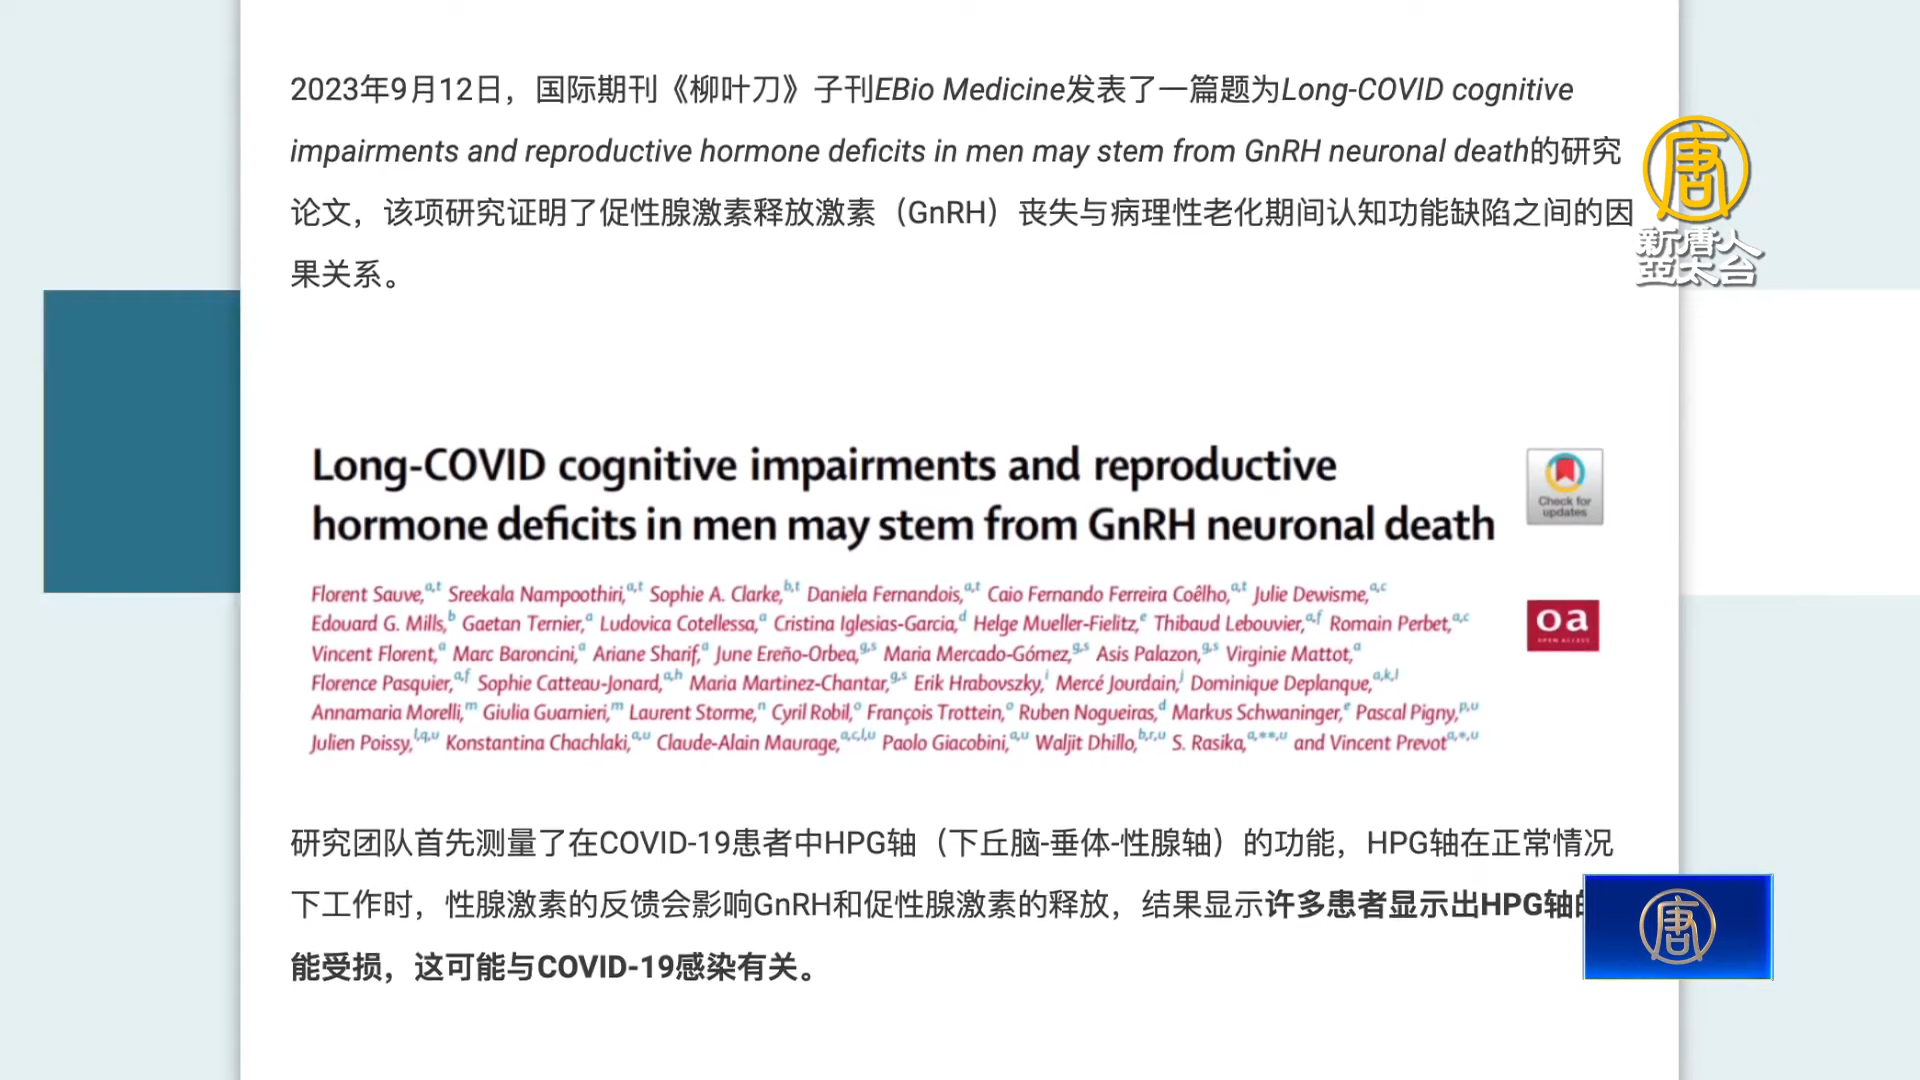 2023年9月12日，国际期刊《柳叶刀》子刊EBio Medicine发表了一篇题为Long-COVID cognitive
impairments and reproductive hormone deficits in men may stem from GnRH neuronal death的研究
论文，该项研究证明了促性腺激素释放激素（GnRH）丧失与病理性老化期间认知功能缺陷之间的因
果关系。
唐
新唐人
亞太台
Long-COVID cognitive impairments and reproductive
hormone deficits in men may stem from GnRH neuronal death
Check for
updates
Florent Sauve,a,t Sreekala Nampoothiri,a,t Sophie A. Clarke,b,t Daniela Fernandois,a,t Caio Fernando Ferreira Coêlho,a,t Julie Dewisme,a,c
Edouard G. Mills,b Gaetan Ternier,a Ludovica Cotellessa,a Cristina Iglesias-Garcia,d Helge Mueller-Fielitz,e Thibaud Lebouvier,a,f Romain Perbet,a,c
Vincent Florent,a Marc Baroncini,a Ariane Sharif,a June Ereño-Orbea,g,s Maria Mercado-Gómez,g,s Asis Palazon,g,s Virginie Mattot,a
Florence Pasquier,a,f Sophie Catteau-Jonard,a,h Maria Martinez-Chantar,g,s Erik Hrabovszky,i Mercé Jourdain,j Dominique Deplanque,a,k,l
Annamaria Morelli,m Giulia Guarnieri,m Laurent Storme,n Cyril Robil,o François Trottein,o Ruben Nogueiras,d Markus Schwaninger,e Pascal Pigny,p,u
Julien Poissy,l,q,u Konstantina Chachlaki,a,u Claude-Alain Maurage,a,c,l,u Paolo Giacobini,a,u Waljit Dhillo,b,r,u S. Rasika,a,**,u and Vincent Prevot a,*,u
oa
OPEN ACCESS
研究团队首先测量了在COVID-19患者中HPG轴（下丘脑-垂体-性腺轴）的功能，HPG轴在正常情况
下工作时，性腺激素的反馈会影响GnRH和促性腺激素的释放，结果显示许多患者显示出HPG轴的
能受损，这可能与COVID-19感染有关。
唐